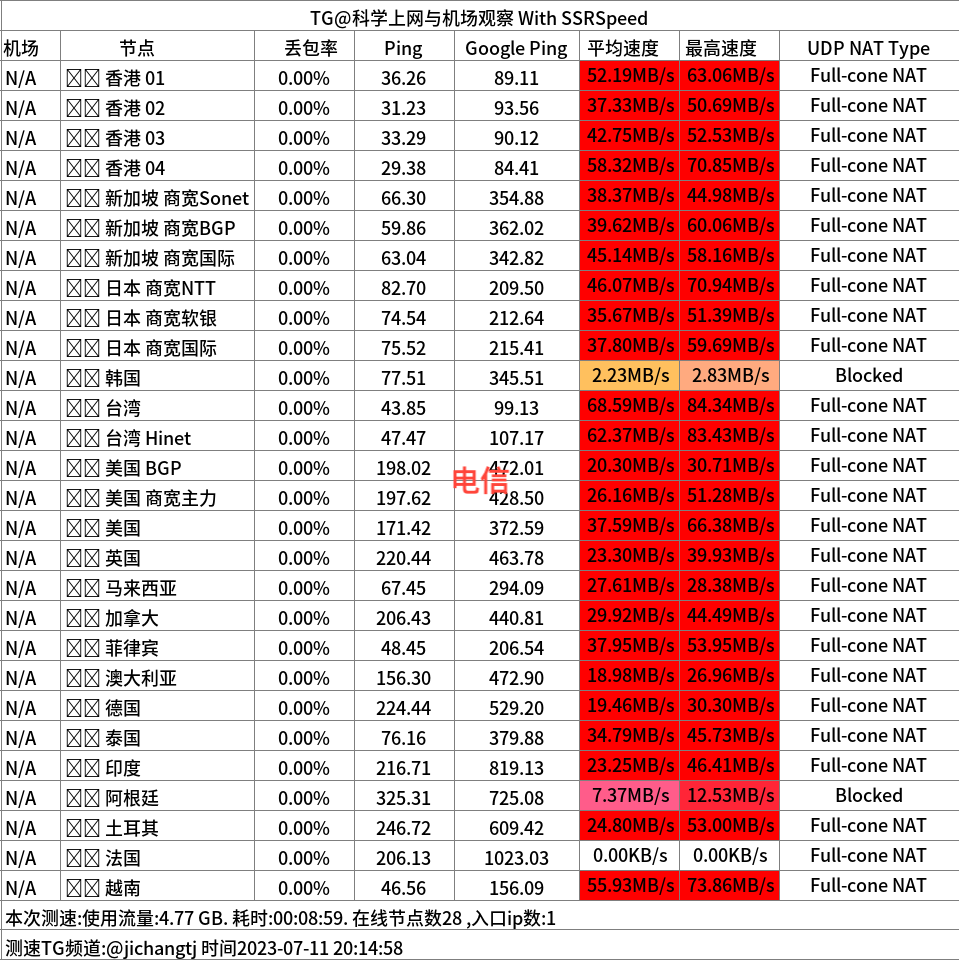 TG@科学上网与机场观察 With SSRSpeed
机场 节点 丢包率 Ping Google Ping 平均速度 最高速度 UDP NAT Type
N/A 香港 01 0.00% 36.26 89.11 52.19MB/s 63.06MB/s Full-cone NAT
N/A 香港 02 0.00% 31.23 93.56 37.33MB/s 50.69MB/s Full-cone NAT
N/A 香港 03 0.00% 33.29 90.12 42.75MB/s 52.53MB/s Full-cone NAT
N/A 香港 04 0.00% 29.38 84.41 58.32MB/s 70.85MB/s Full-cone NAT
N/A 新加坡 商宽Sonet 0.00% 66.30 354.88 38.37MB/s 44.98MB/s Full-cone NAT
N/A 新加坡 商宽BGP 0.00% 59.86 362.02 39.62MB/s 60.06MB/s Full-cone NAT
N/A 新加坡 商宽国际 0.00% 63.04 342.82 45.14MB/s 58.16MB/s Full-cone NAT
N/A 日本 商宽NTT 0.00% 82.70 209.50 46.07MB/s 70.94MB/s Full-cone NAT
N/A 日本 商宽软银 0.00% 74.54 212.64 35.67MB/s 51.39MB/s Full-cone NAT
N/A 日本 商宽国际 0.00% 75.52 215.41 37.80MB/s 59.69MB/s Full-cone NAT
N/A 韩国 0.00% 77.51 345.51 2.23MB/s 2.83MB/s Blocked
N/A 台湾 0.00% 43.85 99.13 68.59MB/s 84.34MB/s Full-cone NAT
N/A 台湾 Hinet 0.00% 47.47 107.17 62.37MB/s 83.43MB/s Full-cone NAT
N/A 美国 BGP 0.00% 198.02 472.01 20.30MB/s 30.71MB/s Full-cone NAT
电信
N/A 美国 商宽主力 0.00% 197.62 428.50 26.16MB/s 51.28MB/s Full-cone NAT
N/A 美国 0.00% 171.42 372.59 37.59MB/s 66.38MB/s Full-cone NAT
N/A 英国 0.00% 220.44 463.78 23.30MB/s 39.93MB/s Full-cone NAT
N/A 马来西亚 0.00% 67.45 294.09 27.61MB/s 28.38MB/s Full-cone NAT
N/A 加拿大 0.00% 206.43 440.81 29.92MB/s 44.49MB/s Full-cone NAT
N/A 菲律宾 0.00% 48.45 206.54 37.95MB/s 53.95MB/s Full-cone NAT
N/A 澳大利亚 0.00% 156.30 472.90 18.98MB/s 26.96MB/s Full-cone NAT
N/A 德国 0.00% 224.44 529.20 19.46MB/s 30.30MB/s Full-cone NAT
N/A 泰国 0.00% 76.16 379.88 34.79MB/s 45.73MB/s Full-cone NAT
N/A 印度 0.00% 216.71 819.13 23.25MB/s 46.41MB/s Full-cone NAT
N/A 阿根廷 0.00% 325.31 725.08 7.37MB/s 12.53MB/s Blocked
N/A 土耳其 0.00% 246.72 609.42 24.80MB/s 53.00MB/s Full-cone NAT
N/A 法国 0.00% 206.13 1023.03 0.00KB/s 0.00KB/s Full-cone NAT
N/A 越南 0.00% 46.56 156.09 55.93MB/s 73.86MB/s Full-cone NAT
本次测速:使用流量:4.77 GB. 耗时:00:08:59. 在线节点数28 ,入口ip数:1
测速TG频道:@jichangtj 时间2023-07-11 20:14:58